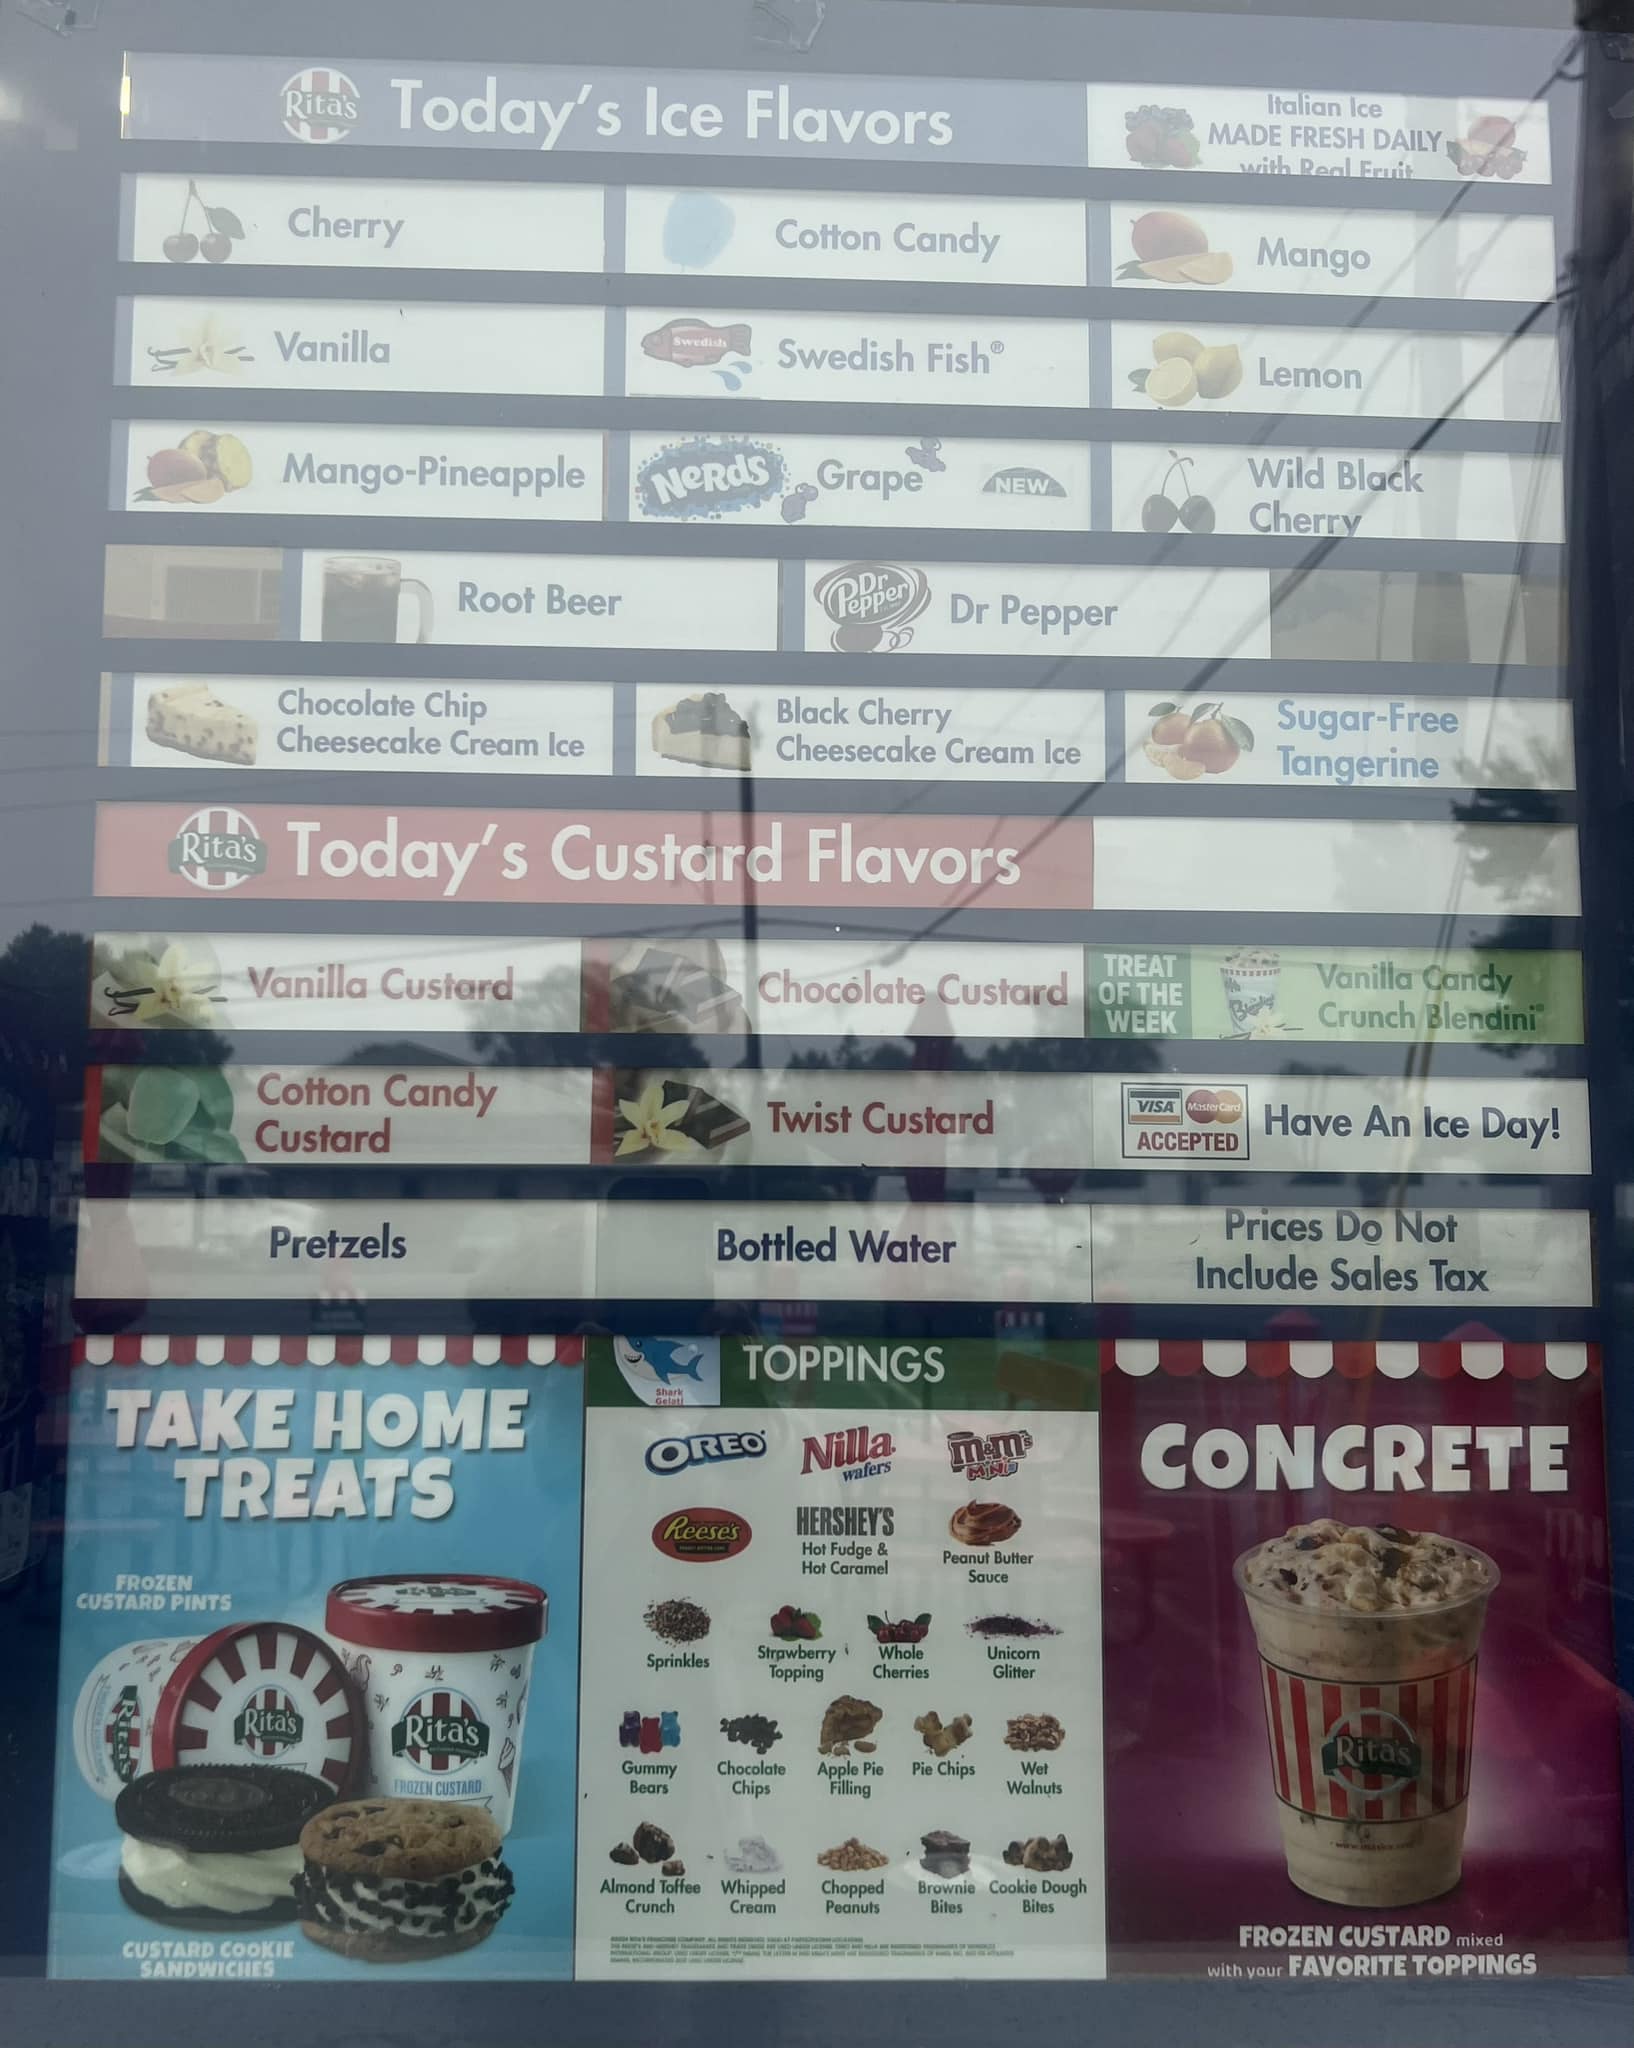 Rita's Today's Ice Flavors
Italian Ice
MADE FRESH DAILY
with Real Fruit
Cherry
Cotton Candy
Mango
Vanilla
Swedish
Swedish Fish®
Lemon
Mango-Pineapple
NERDS Grape NEW
Wild Black
Cherry
Root Beer
Dr Pepper
Dr Pepper
Chocolate Chip
Cheesecake Cream Ice
Black Cherry
Cheesecake Cream Ice
Sugar-Free
Tangerine
Rita's Today's Custard Flavors
Vanilla Custard
Chocolate Custard
TREAT
OF THE
WEEK
Vanilla Candy
Crunch Blendini®
Cotton Candy
Custard
Twist Custard
VISA MasterCard
ACCEPTED
Have An Ice Day!
Pretzels
Bottled Water
Prices Do Not
Include Sales Tax
TAKE HOME
TREATS
FROZEN
CUSTARD PINTS
Rita's
Rita's
Rita's
FROZEN CUSTARD
CUSTARD COOKIE
SANDWICHES
Shark
Gelati
TOPPINGS
OREO
Nilla
wafers
m&m's
MINIS
Reese's
HERSHEY'S
Hot Fudge &
Hot Caramel
Peanut Butter
Sauce
Sprinkles
Strawberry
Topping
Whole
Cherries
Unicorn
Glitter
Gummy
Bears
Chocolate
Chips
Apple Pie
Filling
Pie Chips
Wet
Walnuts
Almond Toffee
Crunch
Whipped
Cream
Chopped
Peanuts
Brownie
Bites
Cookie Dough
Bites
CONCRETE
Rita's
FROZEN CUSTARD mixed
with your FAVORITE TOPPINGS